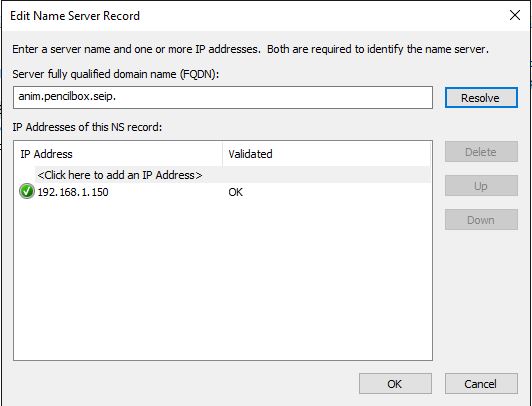 Edit Name Server Record
Enter a server name and one or more IP addresses.  Both are required to identify the name server.
Server fully qualified domain name (FQDN):
anim.pencilbox.seip.
Resolve
IP Addresses of this NS record:
IP Address Validated
Delete
<Click here to add an IP Address>
Up
192.168.1.150 OK
Down
OK Cancel